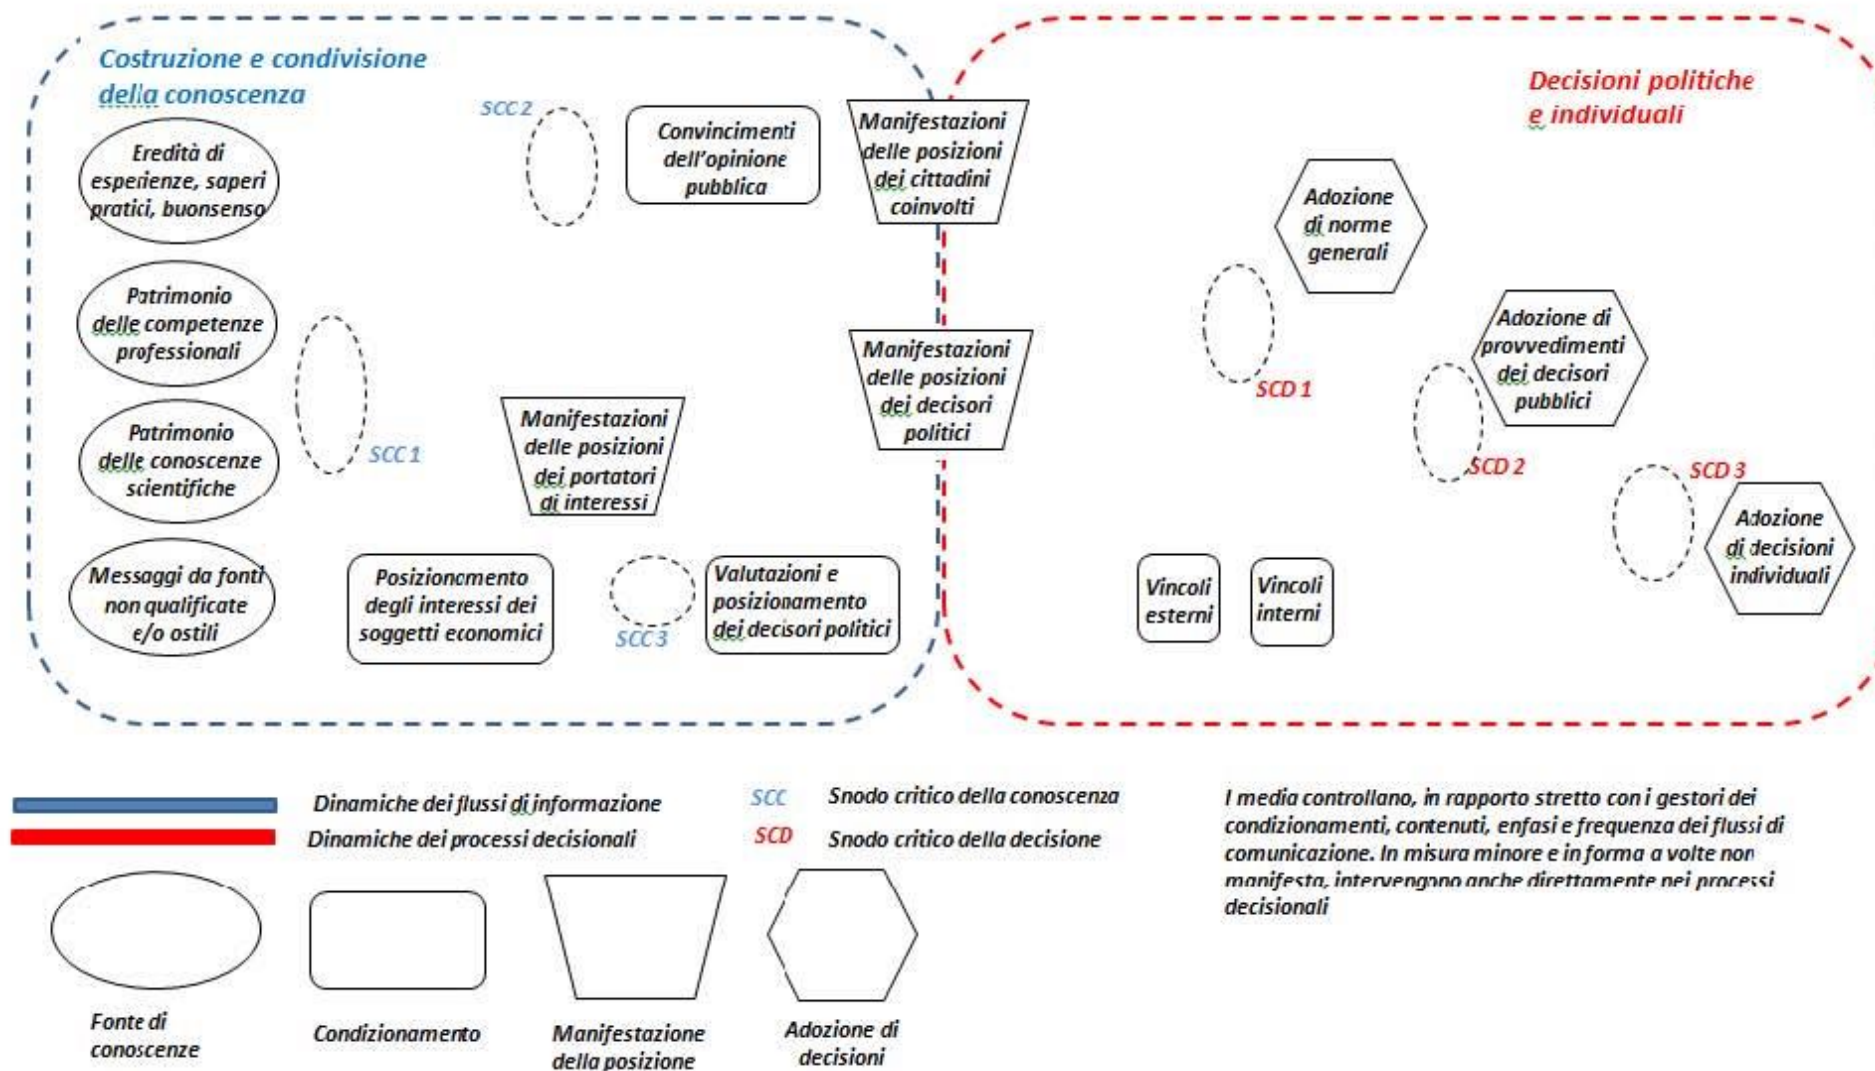 Costruzione e condivisione
della conoscenza
Eredità di
esperienze, saperi
pratici, buonsenso
Patrimonio
delle competenze
professionali
Patrimonio
delle conoscenze
scientifiche
Messaggi da fonti
non qualificate
e/o ostili
SCC 1
SCC 2
Convincimenti
dell'opinione
pubblica
Manifestazioni
delle posizioni
dei portatori
di interessi
Posizionamento
degli interessi dei
soggetti economici
SCC 3
Valutazioni e
posizionamento
dei decisori politici
Manifestazioni
delle posizioni
dei cittadini
coinvolti
Manifestazioni
delle posizioni
dei decisori
politici
Decisioni politiche
e individuali
Adozione
di norme
generali
SCD 1
Adozione di
provvedimenti
dei decisori
pubblici
SCD 2
SCD 3
Adozione
di decisioni
individuali
Vincoli
esterni
Vincoli
interni
Dinamiche dei flussi di informazione
Dinamiche dei processi decisionali
SCC Snodo critico della conoscenza
SCD Snodo critico della decisione
I media controllano, in rapporto stretto con i gestori dei
condizionamenti, contenuti, enfasi e frequenza dei flussi di
comunicazione. In misura minore e in forma a volte non
manifesta, intervengono anche direttamente nei processi
decisionali
Fonte di
conoscenze
Condizionamento
Manifestazione
della posizione
Adozione di
decisioni